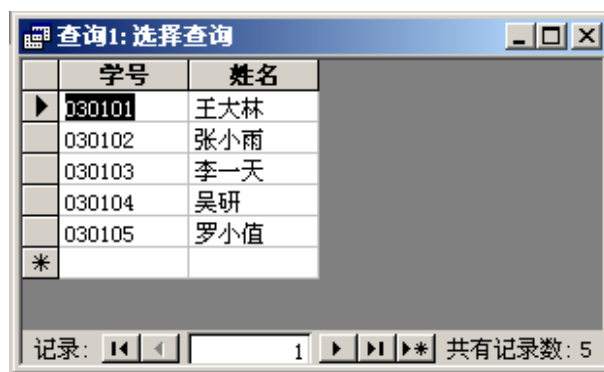 查询1: 选择查询
学号 姓名
030101 王大林
030102 张小雨
030103 李一天
030104 吴研
030105 罗小值
记录: 1 共有记录数: 5